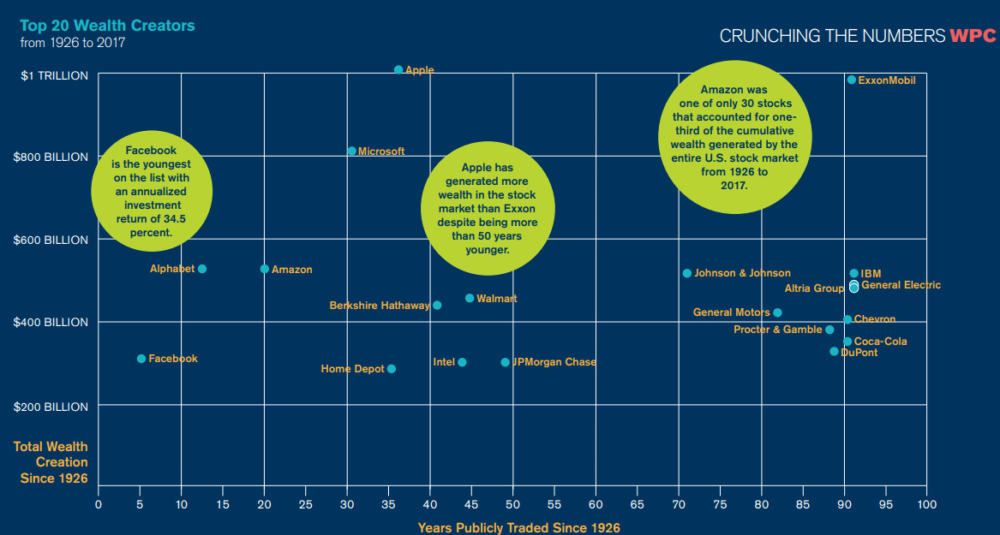 Top 20 Wealth Creators
from 1926 to 2017
CRUNCHING THE NUMBERS WPC
$1 TRILLION
$800 BILLION
$600 BILLION
$400 BILLION
$200 BILLION
Total Wealth
Creation
Since 1926
Apple
ExxonMobil
Microsoft
Facebook
is the youngest
on the list with
an annualized
investment
return of 34.5
percent.
Apple has
generated more
wealth in the stock
market than Exxon
despite being more
than 50 years
younger.
Amazon was
one of only 30 stocks
that accounted for one-
third of the cumulative
wealth generated by the
entire U.S. stock market
from 1926 to
2017.
Alphabet
Amazon
Johnson & Johnson
IBM
Altria Group
General Electric
Berkshire Hathaway
Walmart
General Motors
Chevron
Procter & Gamble
Coca-Cola
DuPont
Facebook
Home Depot
Intel
JPMorgan Chase
0 5 10 15 20 25 30 35 40 45 50 55 60 65 70 75 80 85 90 95 100
Years Publicly Traded Since 1926